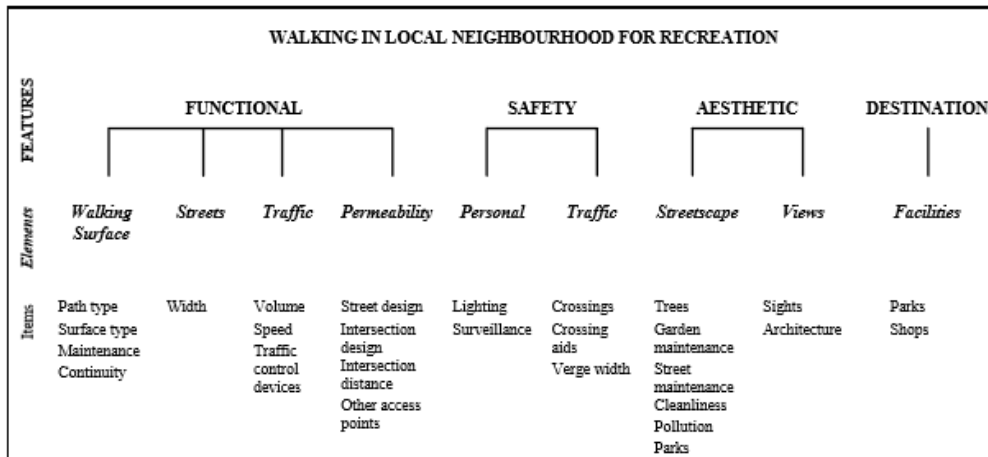 WALKING IN LOCAL NEIGHBOURHOOD FOR RECREATION
FEATURES
FUNCTIONAL
SAFETY
AESTHETIC
DESTINATION
Elements
Walking
Surface
Streets
Traffic
Permeability
Personal
Traffic
Streetscape
Views
Facilities
Items
Path type
Surface type
Maintenance
Continuity
Width
Volume
Speed
Traffic
control
devices
Street design
Intersection
design
Intersection
distance
Other access
points
Lighting
Surveillance
Crossings
Crossing
aids
Verge width
Trees
Garden
maintenance
Street
maintenance
Cleanliness
Pollution
Parks
Sights
Architecture
Parks
Shops